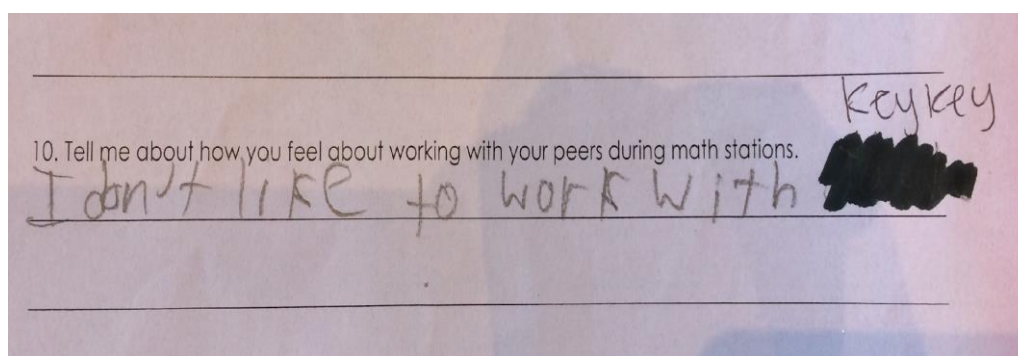 keykey
10. Tell me about how you feel about working with your peers during math stations.
I don't like to work with